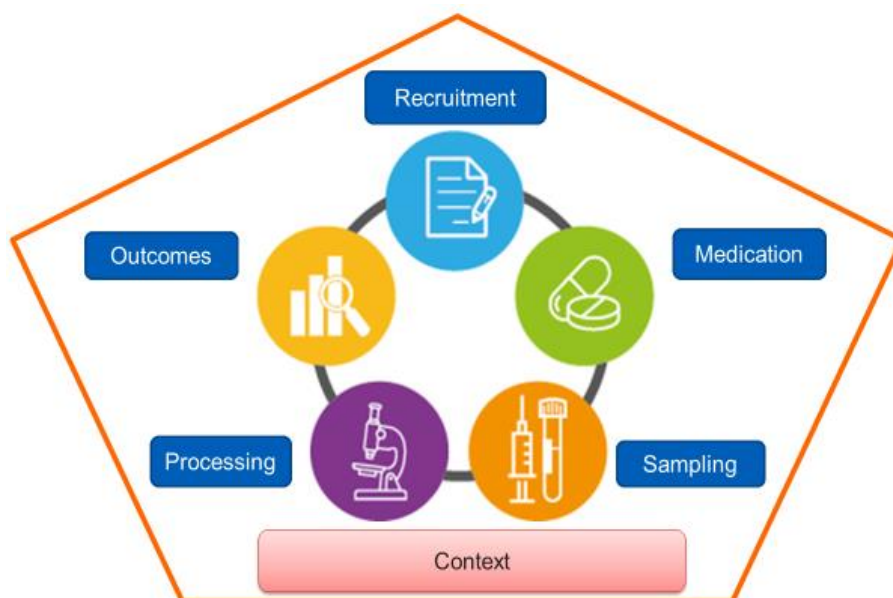 Recruitment
Outcomes
Medication
Processing
Sampling
Context